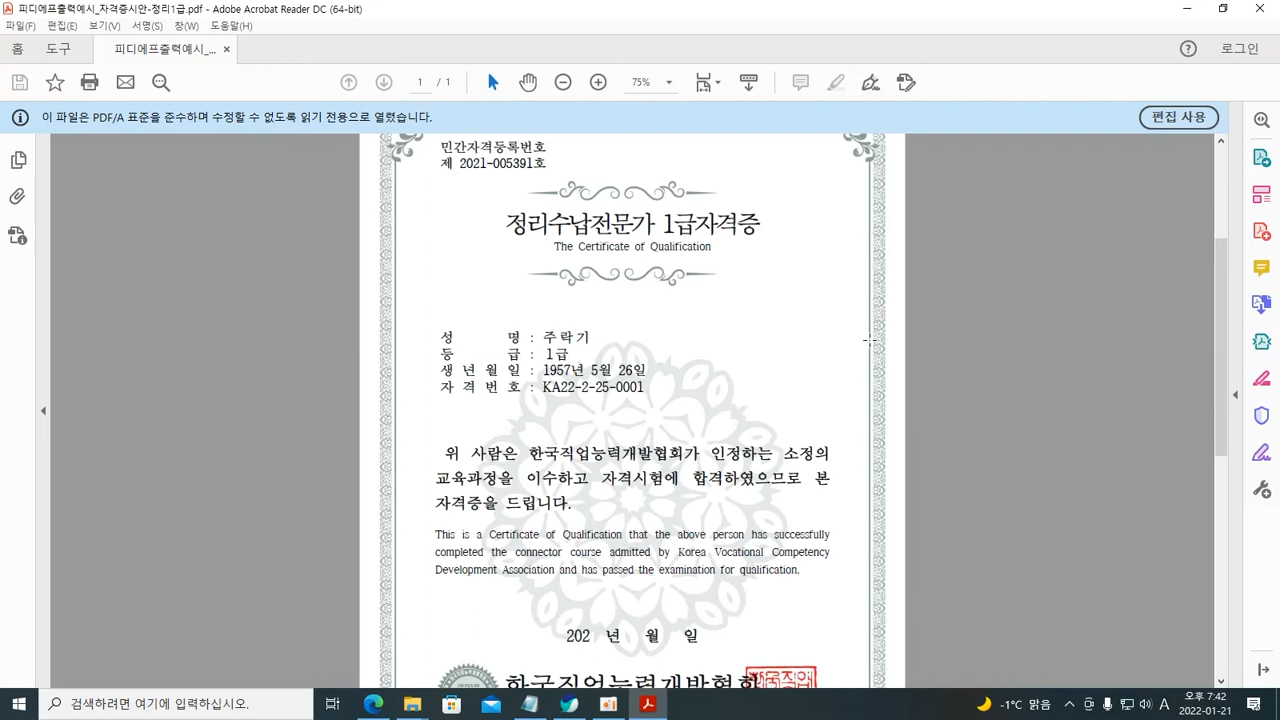 피디에프출력예시_자격증시안-정리1급.pdf - Adobe Acrobat Reader DC (64-bit)
파일(F) 편집(E) 보기(V) 서명(S) 창(W) 도움말(H)
홈 도구 피디에프출력예시_... × 로그인
1 / 1 75%
이 파일은 PDF/A 표준을 준수하며 수정할 수 없도록 읽기 전용으로 열렸습니다. 편집 사용
민간자격등록번호
제 2021-005391호
정리수납전문가 1급자격증
The Certificate of Qualification
성 명 : 주락기
등 급 : 1급
생 년 월 일 : 1957년 5월 26일
자 격 번 호 : KA22-2-25-0001
위 사람은 한국직업능력개발협회가 인정하는 소정의
교육과정을 이수하고 자격시험에 합격하였으므로 본
자격증을 드립니다.
This is a Certificate of Qualification that the above person has successfully
completed the connector course admitted by Korea Vocational Competency
Development Association and has passed the examination for qualification.
202 년 월 일
한국직업능력개발협회
검색하려면 여기에 입력하십시오.
-1°C 맑음 A 오후 7:42
2022-01-21